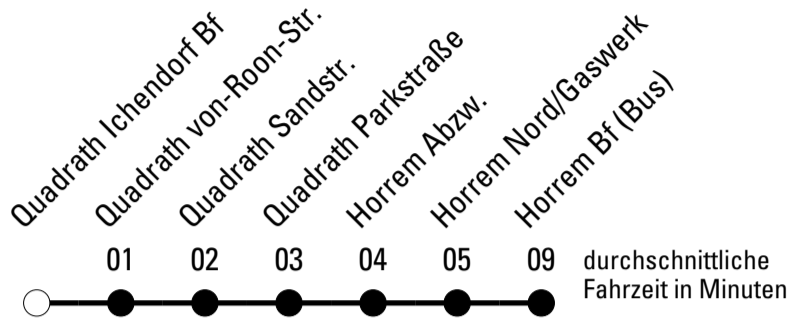 Quadrath Ichendorf Bf
Quadrath von-Roon-Str.
Quadrath Sandstr.
Quadrath Parkstraße
Horrem Abzw.
Horrem Nord/Gaswerk
Horrem Bf (Bus)
01 02 03 04 05 09
durchschnittliche
Fahrzeit in Minuten